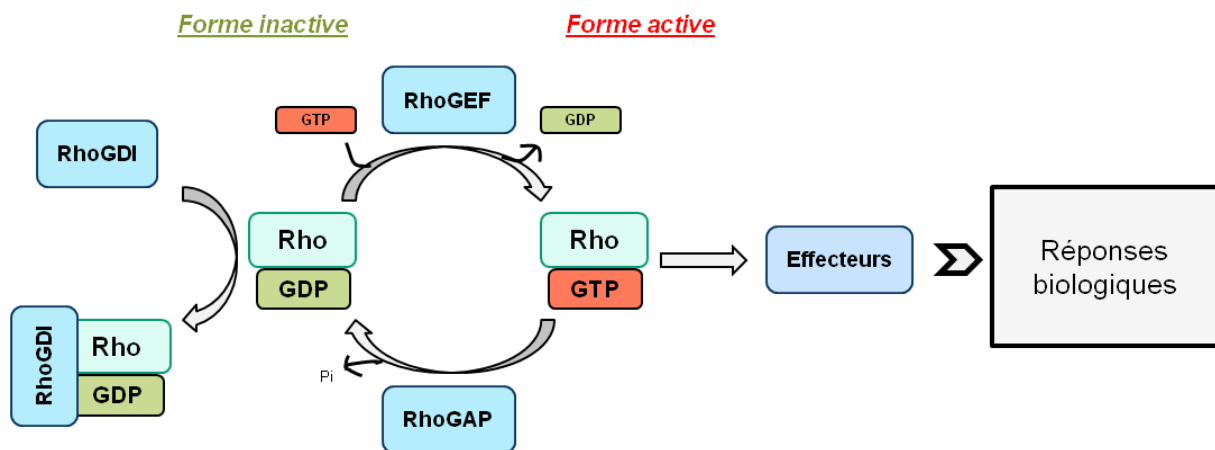 Forme inactive
Forme active
RhoGEF
GTP
GDP
RhoGDI
Rho
GDP
Rho
GTP
Effecteurs
Réponses
biologiques
RhoGDI
Rho
GDP
Pi
RhoGAP